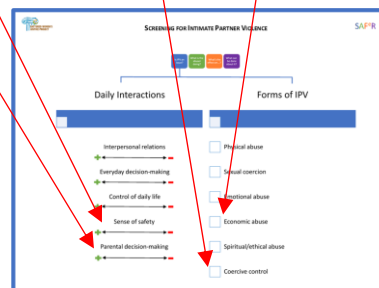 SCREENING FOR INTIMATE PARTNER VIOLENCE
SAFeR
Daily Interactions
Forms of IPV
Interpersonal relations
Everyday decision-making
Control of daily life
Sense of safety
Parental decision-making
Physical abuse
Sexual coercion
Emotional abuse
Economic abuse
Spiritual/ethical abuse
Coercive control